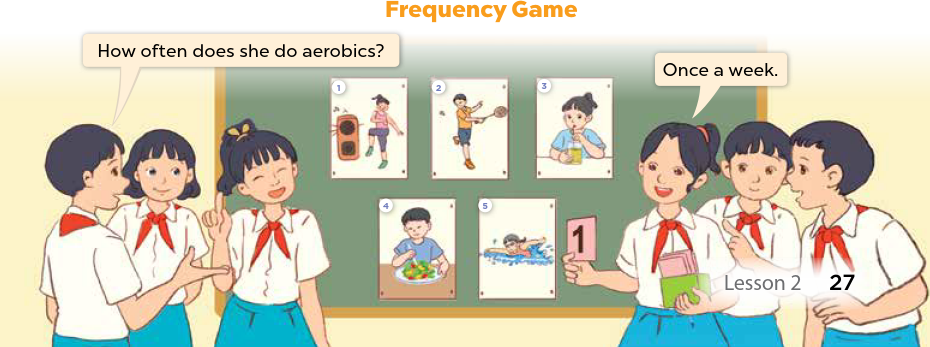 Frequency Game
How often does she do aerobics?
Once a week.
1
2
3
4
5
1
Lesson 2 27